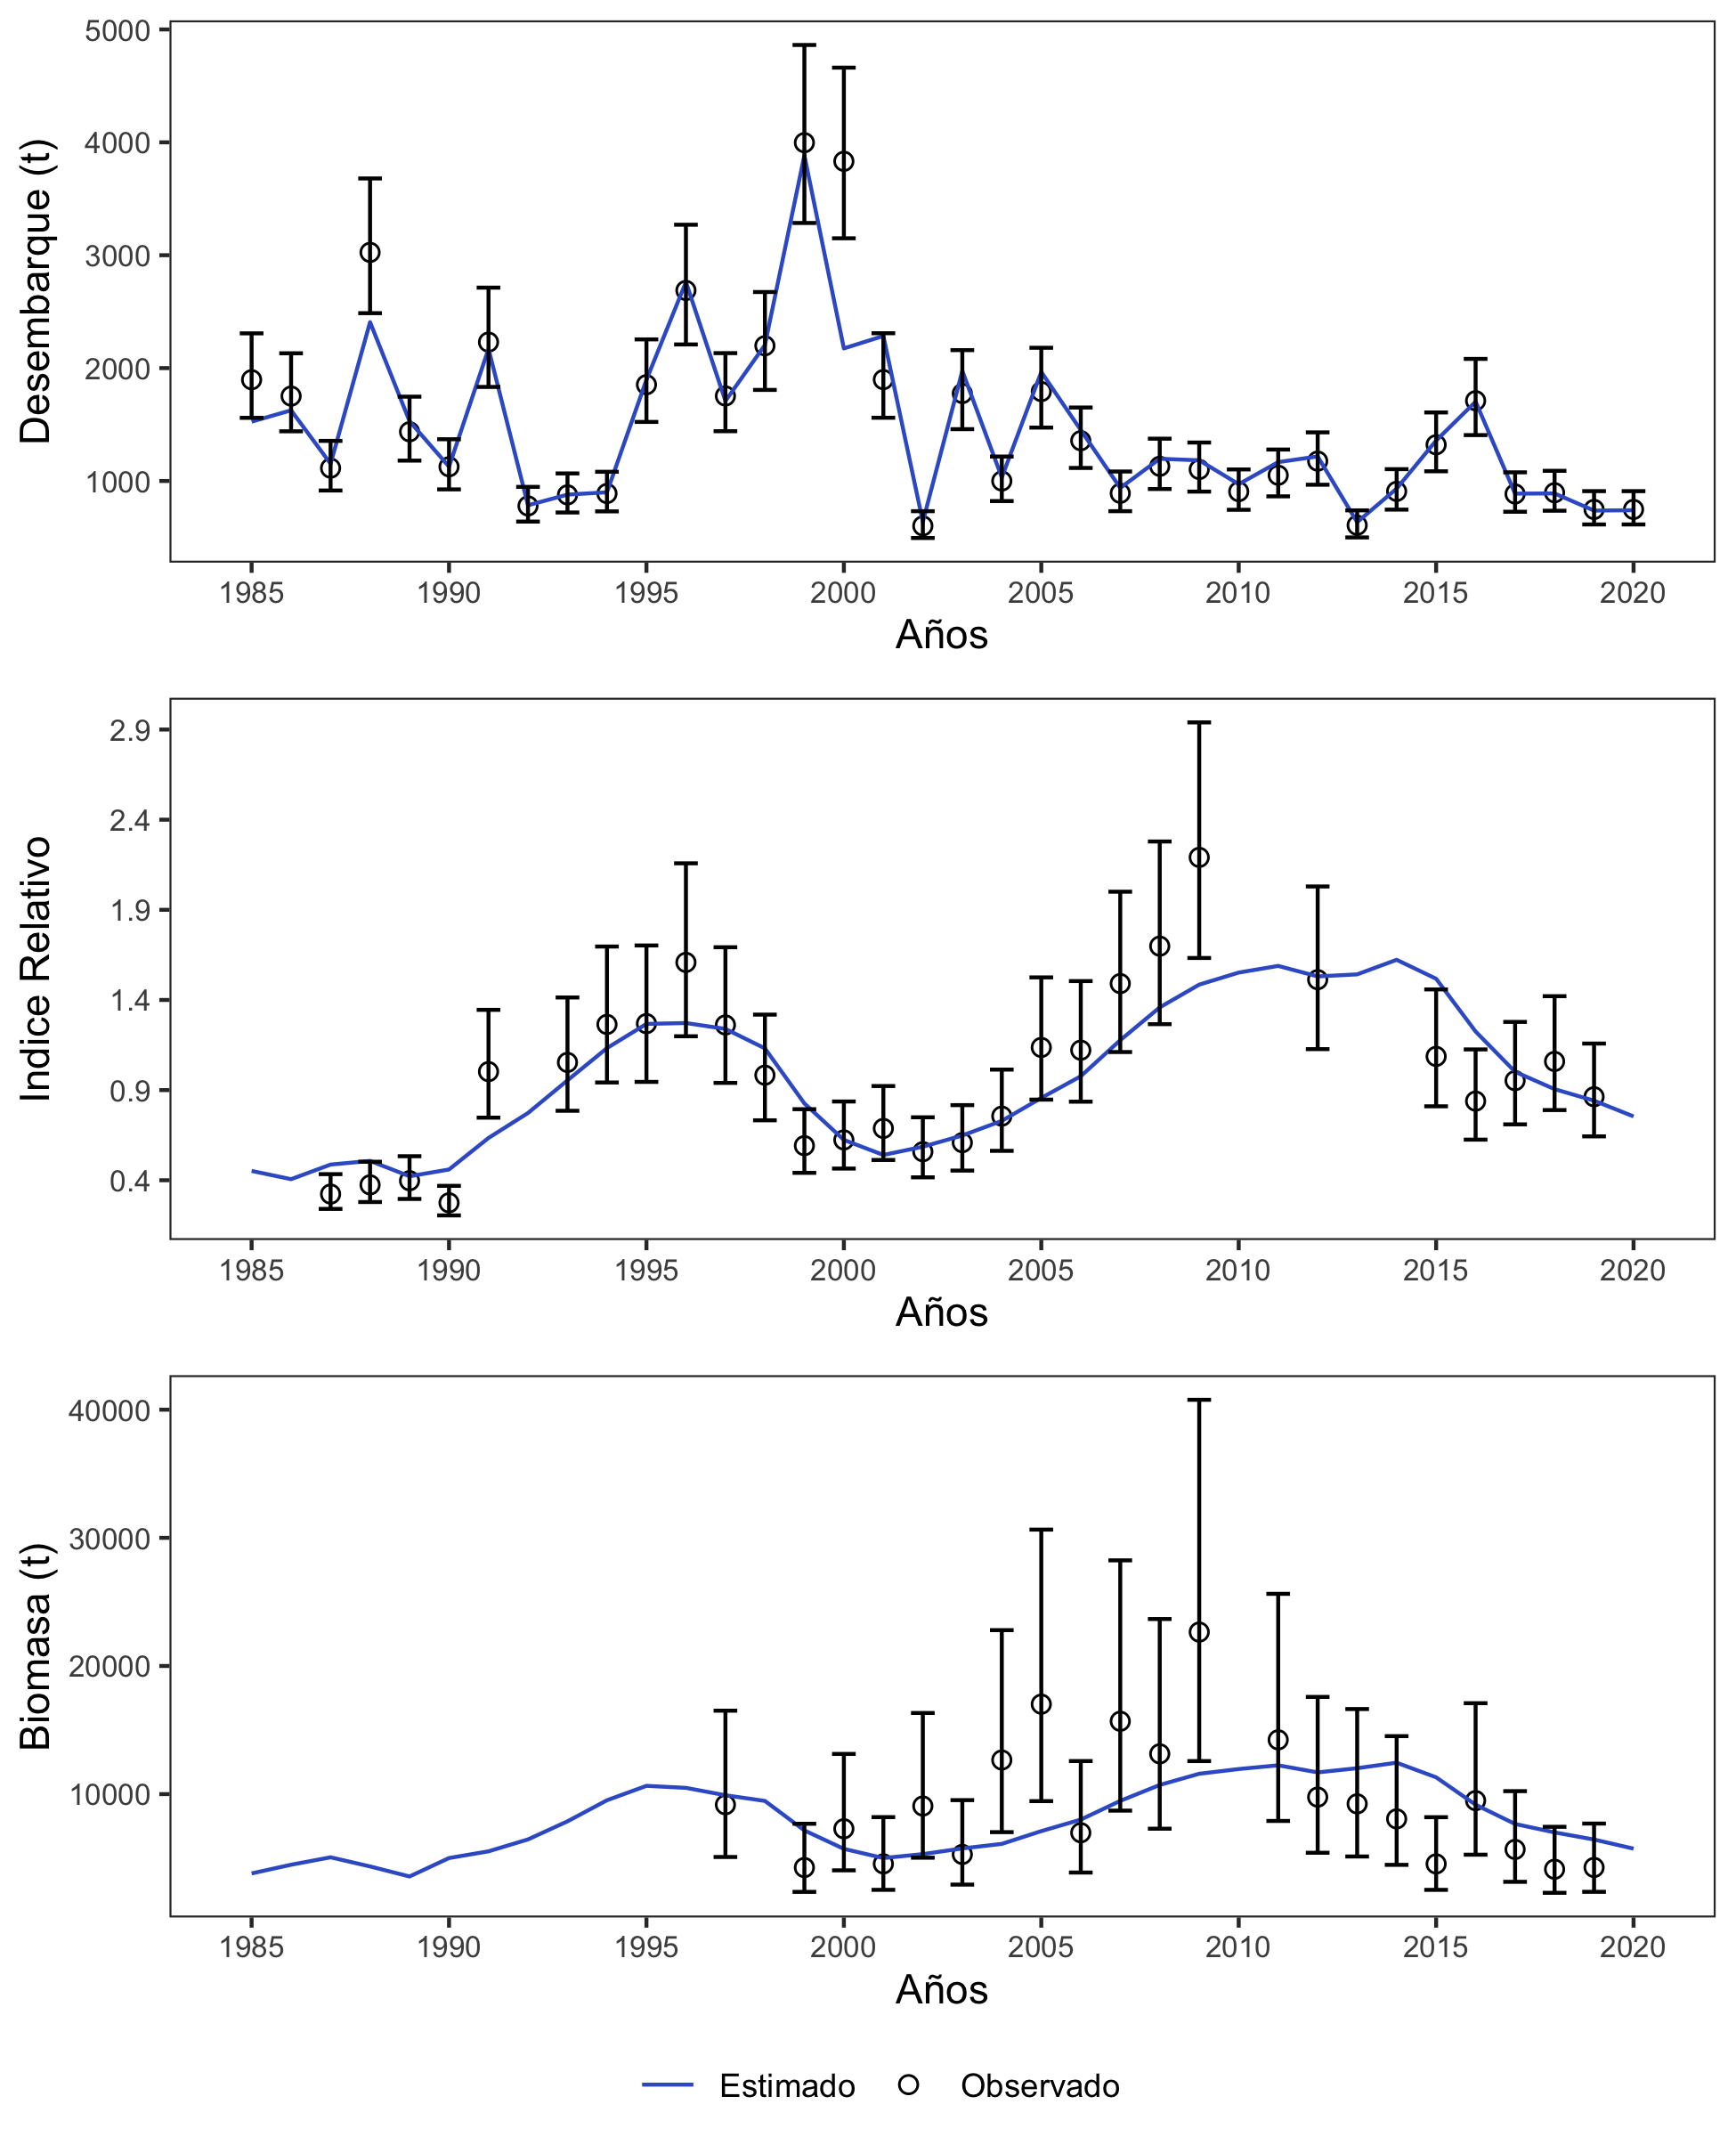 Desembarque (t)
5000
4000
3000
2000
1000
1985 1990 1995 2000 2005 2010 2015 2020
Años
Indice Relativo
2.9
2.4
1.9
1.4
0.9
0.4
1985 1990 1995 2000 2005 2010 2015 2020
Años
Biomasa (t)
40000
30000
20000
10000
1985 1990 1995 2000 2005 2010 2015 2020
Años
Estimado Observado